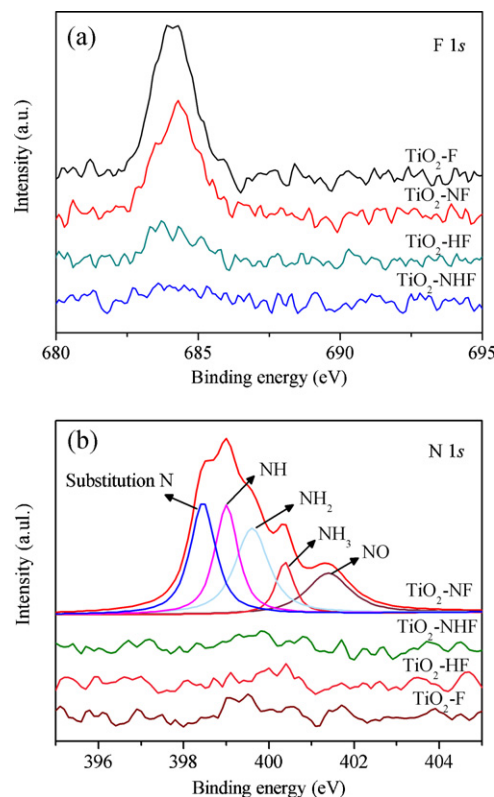 (a)
F 1s
Intensity (a.u.)
TiO2-F
TiO2-NF
TiO2-HF
TiO2-NHF
680 685 690 695
Binding energy (eV)
(b)
N 1s
Intensity (a.ul.)
Substitution N
NH
NH2
NH3
NO
TiO2-NF
TiO2-NHF
TiO2-HF
TiO2-F
396 398 400 402 404
Binding energy (eV)